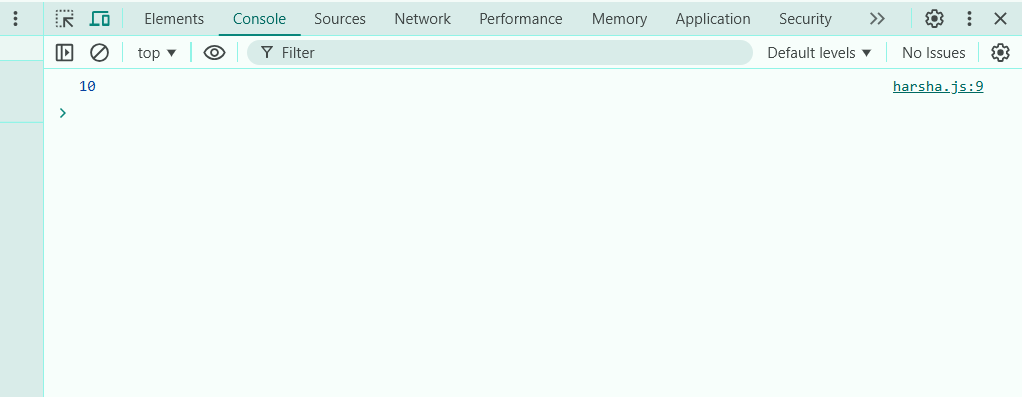 Elements Console Sources Network Performance Memory Application Security
top Filter Default levels No Issues
10 harsha.js:9